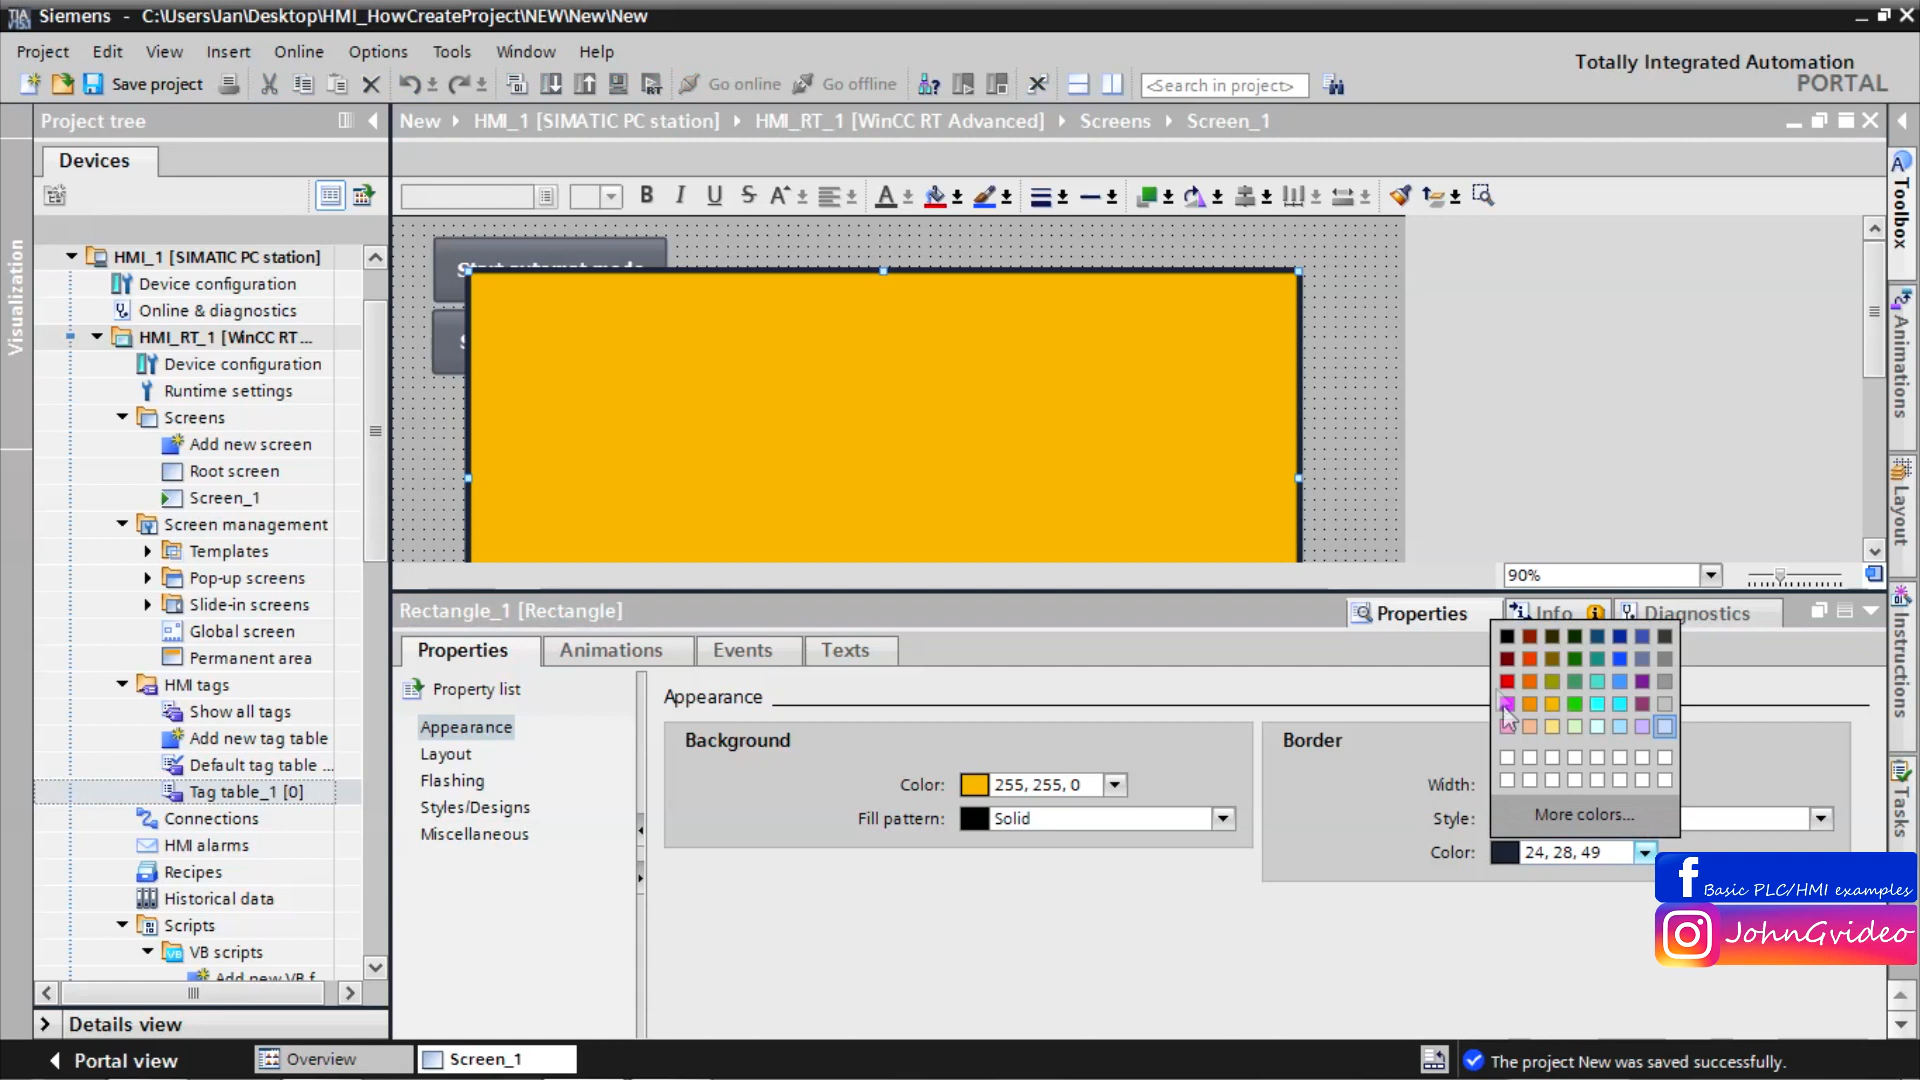 Siemens - C:\Users\Jan\Desktop\HMI_HowCreateProject\NEW\New\New
Project Edit View Insert Online Options Tools Window Help
Totally Integrated Automation
PORTAL
Save project
Go online
Go offline
<Search in project>
Project tree
New HMI_1 [SIMATIC PC station] HMI_RT_1 [WinCC RT Advanced] Screens Screen_1
Devices
Visualization
HMI_1 [SIMATIC PC station]
Device configuration
Online & diagnostics
HMI_RT_1 [WinCC RT ...
Device configuration
Runtime settings
Screens
Add new screen
Root screen
Screen_1
Screen management
Templates
Pop-up screens
Slide-in screens
Global screen
Permanent area
HMI tags
Show all tags
Add new tag table
Default tag table ...
Tag table_1 [0]
Connections
HMI alarms
Recipes
Historical data
Scripts
VB scripts
Add new VB f
Details view
B I U S A A
90%
Rectangle_1 [Rectangle]
Properties
Info
Diagnostics
Properties Animations Events Texts
Property list
Appearance
Layout
Flashing
Styles/Designs
Miscellaneous
Appearance
Background
Color: 255, 255, 0
Fill pattern: Solid
Border
Width:
Style:
Color: 24, 28, 49
More colors...
Toolbox
Animations
Layout
Instructions
Tasks
Basic PLC/HMI examples
JohnGvideo
Portal view
Overview
Screen_1
The project New was saved successfully.